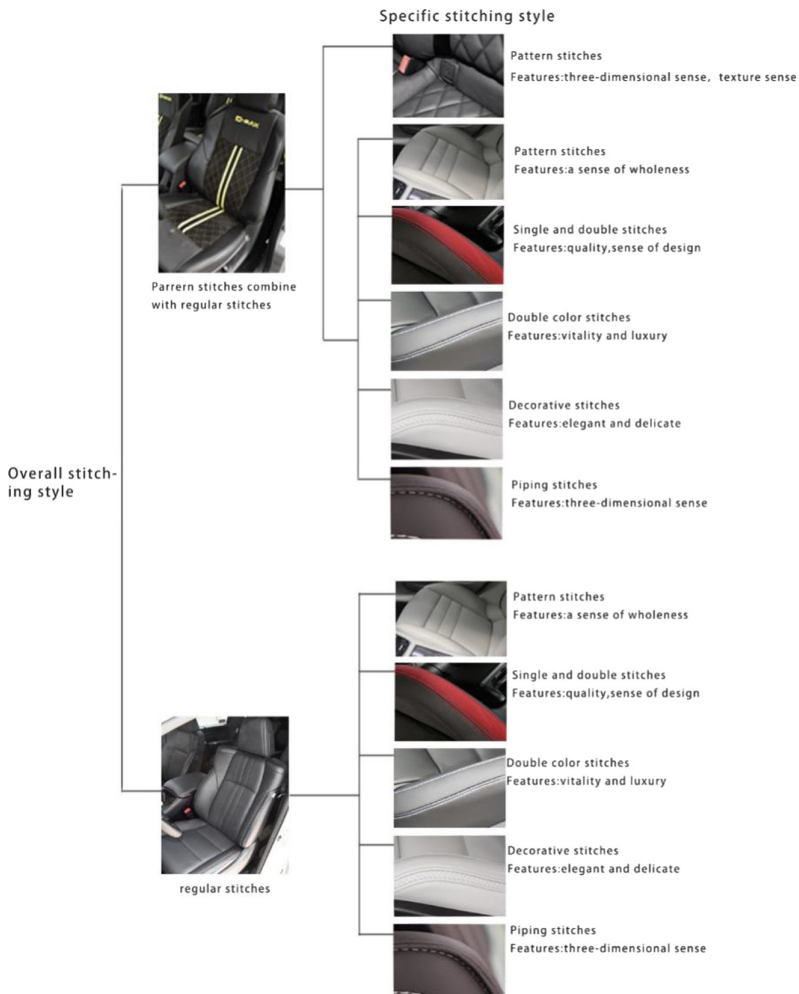 Specific stitching style
Pattern stitches
Features:three-dimensional sense, texture sense
Pattern stitches
Features:a sense of wholeness
Single and double stitches
Features:quality,sense of design
Parrern stitches combine
with regular stitches
Double color stitches
Features:vitality and luxury
Decorative stitches
Features:elegant and delicate
Overall stitch-
ing style
Piping stitches
Features:three-dimensional sense
Pattern stitches
Features:a sense of wholeness
Single and double stitches
Features:quality,sense of design
Double color stitches
Features:vitality and luxury
Decorative stitches
Features:elegant and delicate
regular stitches
Piping stitches
Features:three-dimensional sense